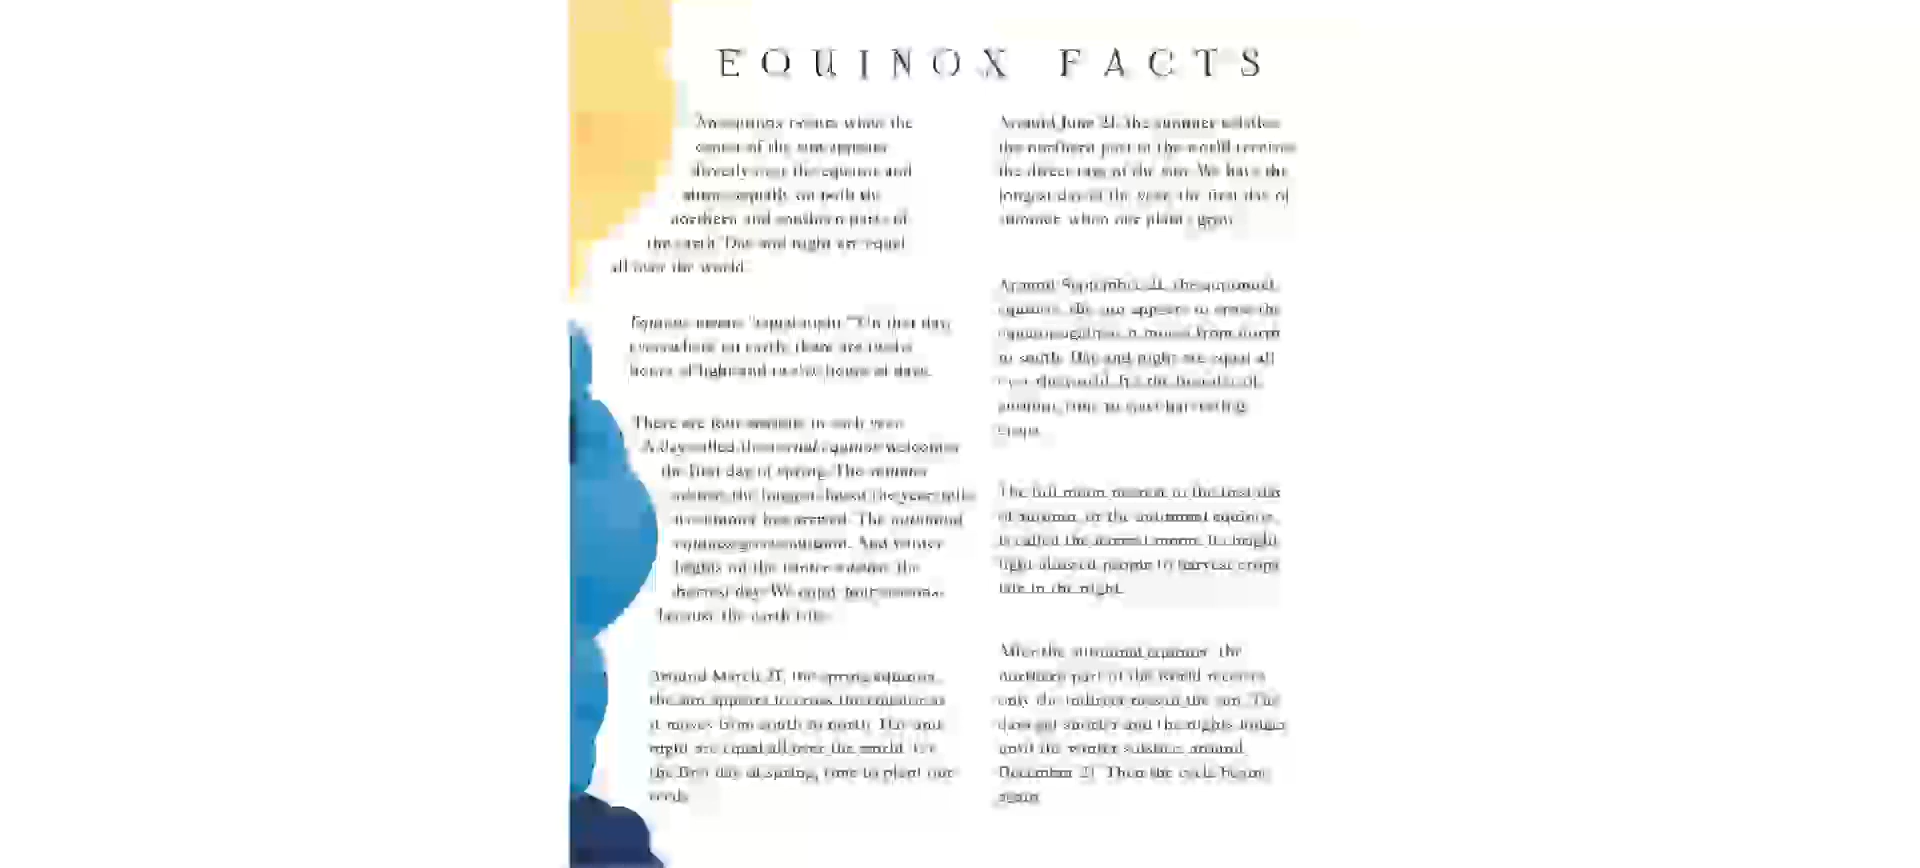 EQUINOX FACTS
An equinox occurs when the
center of the sun appears
directly over the equator and
shines equally on both the
northern and southern parts of
the earth. Day and night are equal
all over the world.
Equinox means "equal night." On that day,
everywhere on earth, there are twelve
hours of light and twelve hours of dark.
There are four seasons in each year.
A day called the vernal equinox welcomes
the first day of spring. The summer
solstice, the longest day of the year, tells
us summer has arrived. The autumnal
equinox greets autumn. And winter
begins on the winter solstice, the
shortest day. We enjoy four seasons
because the earth tilts.
Around March 21, the spring equinox,
the sun appears to cross the equator as
it moves from south to north. Day and
night are equal all over the world. It's
the first day of spring, time to plant our
seeds.
Around June 21, the summer solstice
the northern part of the world receives
the direct rays of the sun. We have the
longest day of the year, the first day of
summer, when our plants grow.
Around September 21, the autumnal
equinox, the sun appears to cross the
equator again as it moves from north
to south. Day and night are equal all
over the world. It's the first day of
autumn, time to start harvesting
crops.
The full moon nearest to the first day
of autumn, or the autumnal equinox,
is called the harvest moon. Its bright
light allowed people to harvest crops
late in the night.
After the autumnal equinox, the
northern part of the world receives
only the indirect rays of the sun. The
days get shorter and the nights longer
until the winter solstice, around
December 21. Then the cycle begins
again.